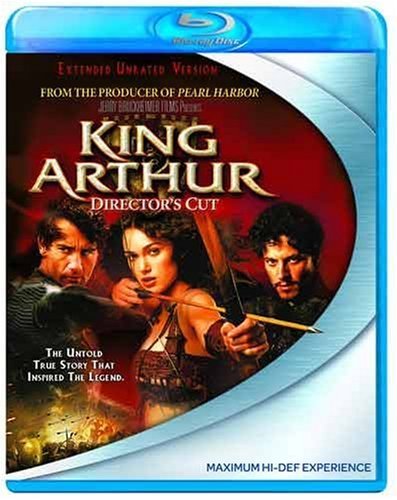 Blu-ray Disc
EXTENDED UNRATED VERSION
FROM THE PRODUCER OF PEARL HARBOR
JERRY BRUCKHEIMER FILMS PRESENTS
KING
ARTHUR
DIRECTOR'S CUT
THE UNTOLD
TRUE STORY THAT
INSPIRED THE LEGEND.
MAXIMUM HI-DEF EXPERIENCE